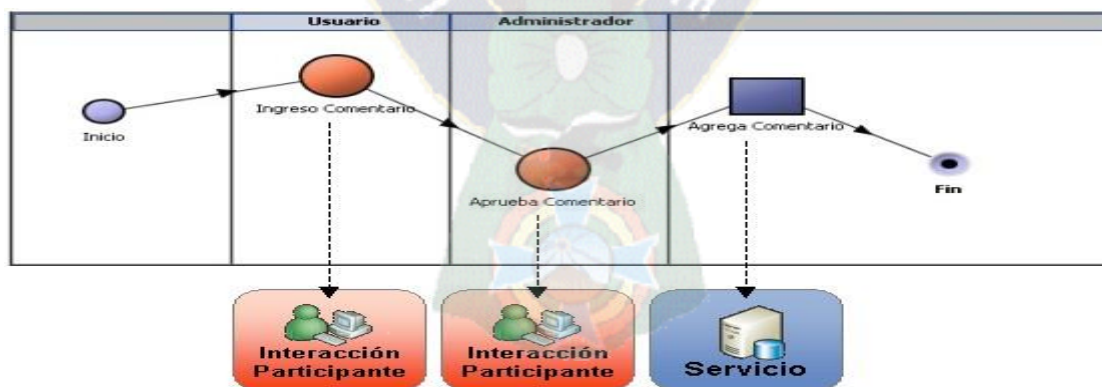 Usuario
Administrador
Ingreso Comentario
Inicio
Agrega Comentario
Aprueba Comentario
Fin
Interacción
Participante
Interacción
Participante
Servicio